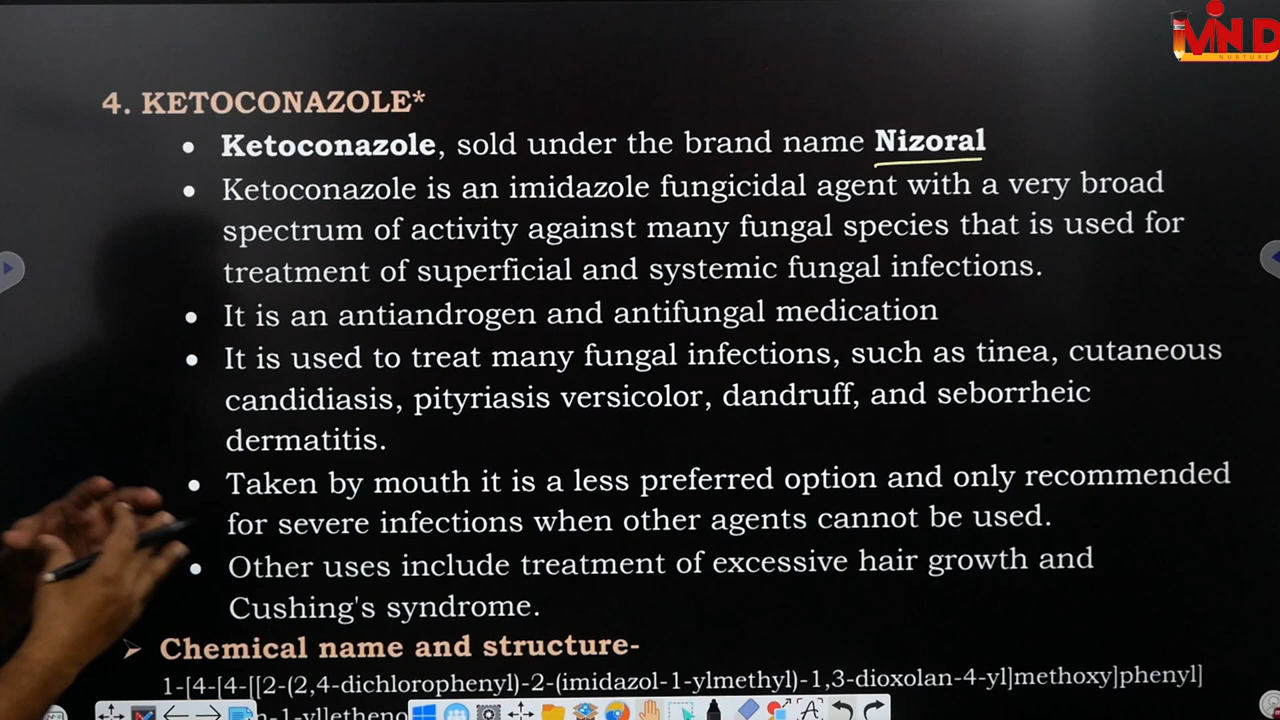 MIND
NURTURE
4. KETOCONAZOLE*
• Ketoconazole, sold under the brand name Nizoral
• Ketoconazole is an imidazole fungicidal agent with a very broad
spectrum of activity against many fungal species that is used for
treatment of superficial and systemic fungal infections.
• It is an antiandrogen and antifungal medication
• It is used to treat many fungal infections, such as tinea, cutaneous
candidiasis, pityriasis versicolor, dandruff, and seborrheic
dermatitis.
• Taken by mouth it is a less preferred option and only recommended
for severe infections when other agents cannot be used.
• Other uses include treatment of excessive hair growth and
Cushing's syndrome.
➢ Chemical name and structure-
1-[4-[4-[[2-(2,4-dichlorophenyl)-2-(imidazol-1-ylmethyl)-1,3-dioxolan-4-yl]methoxy]phenyl]